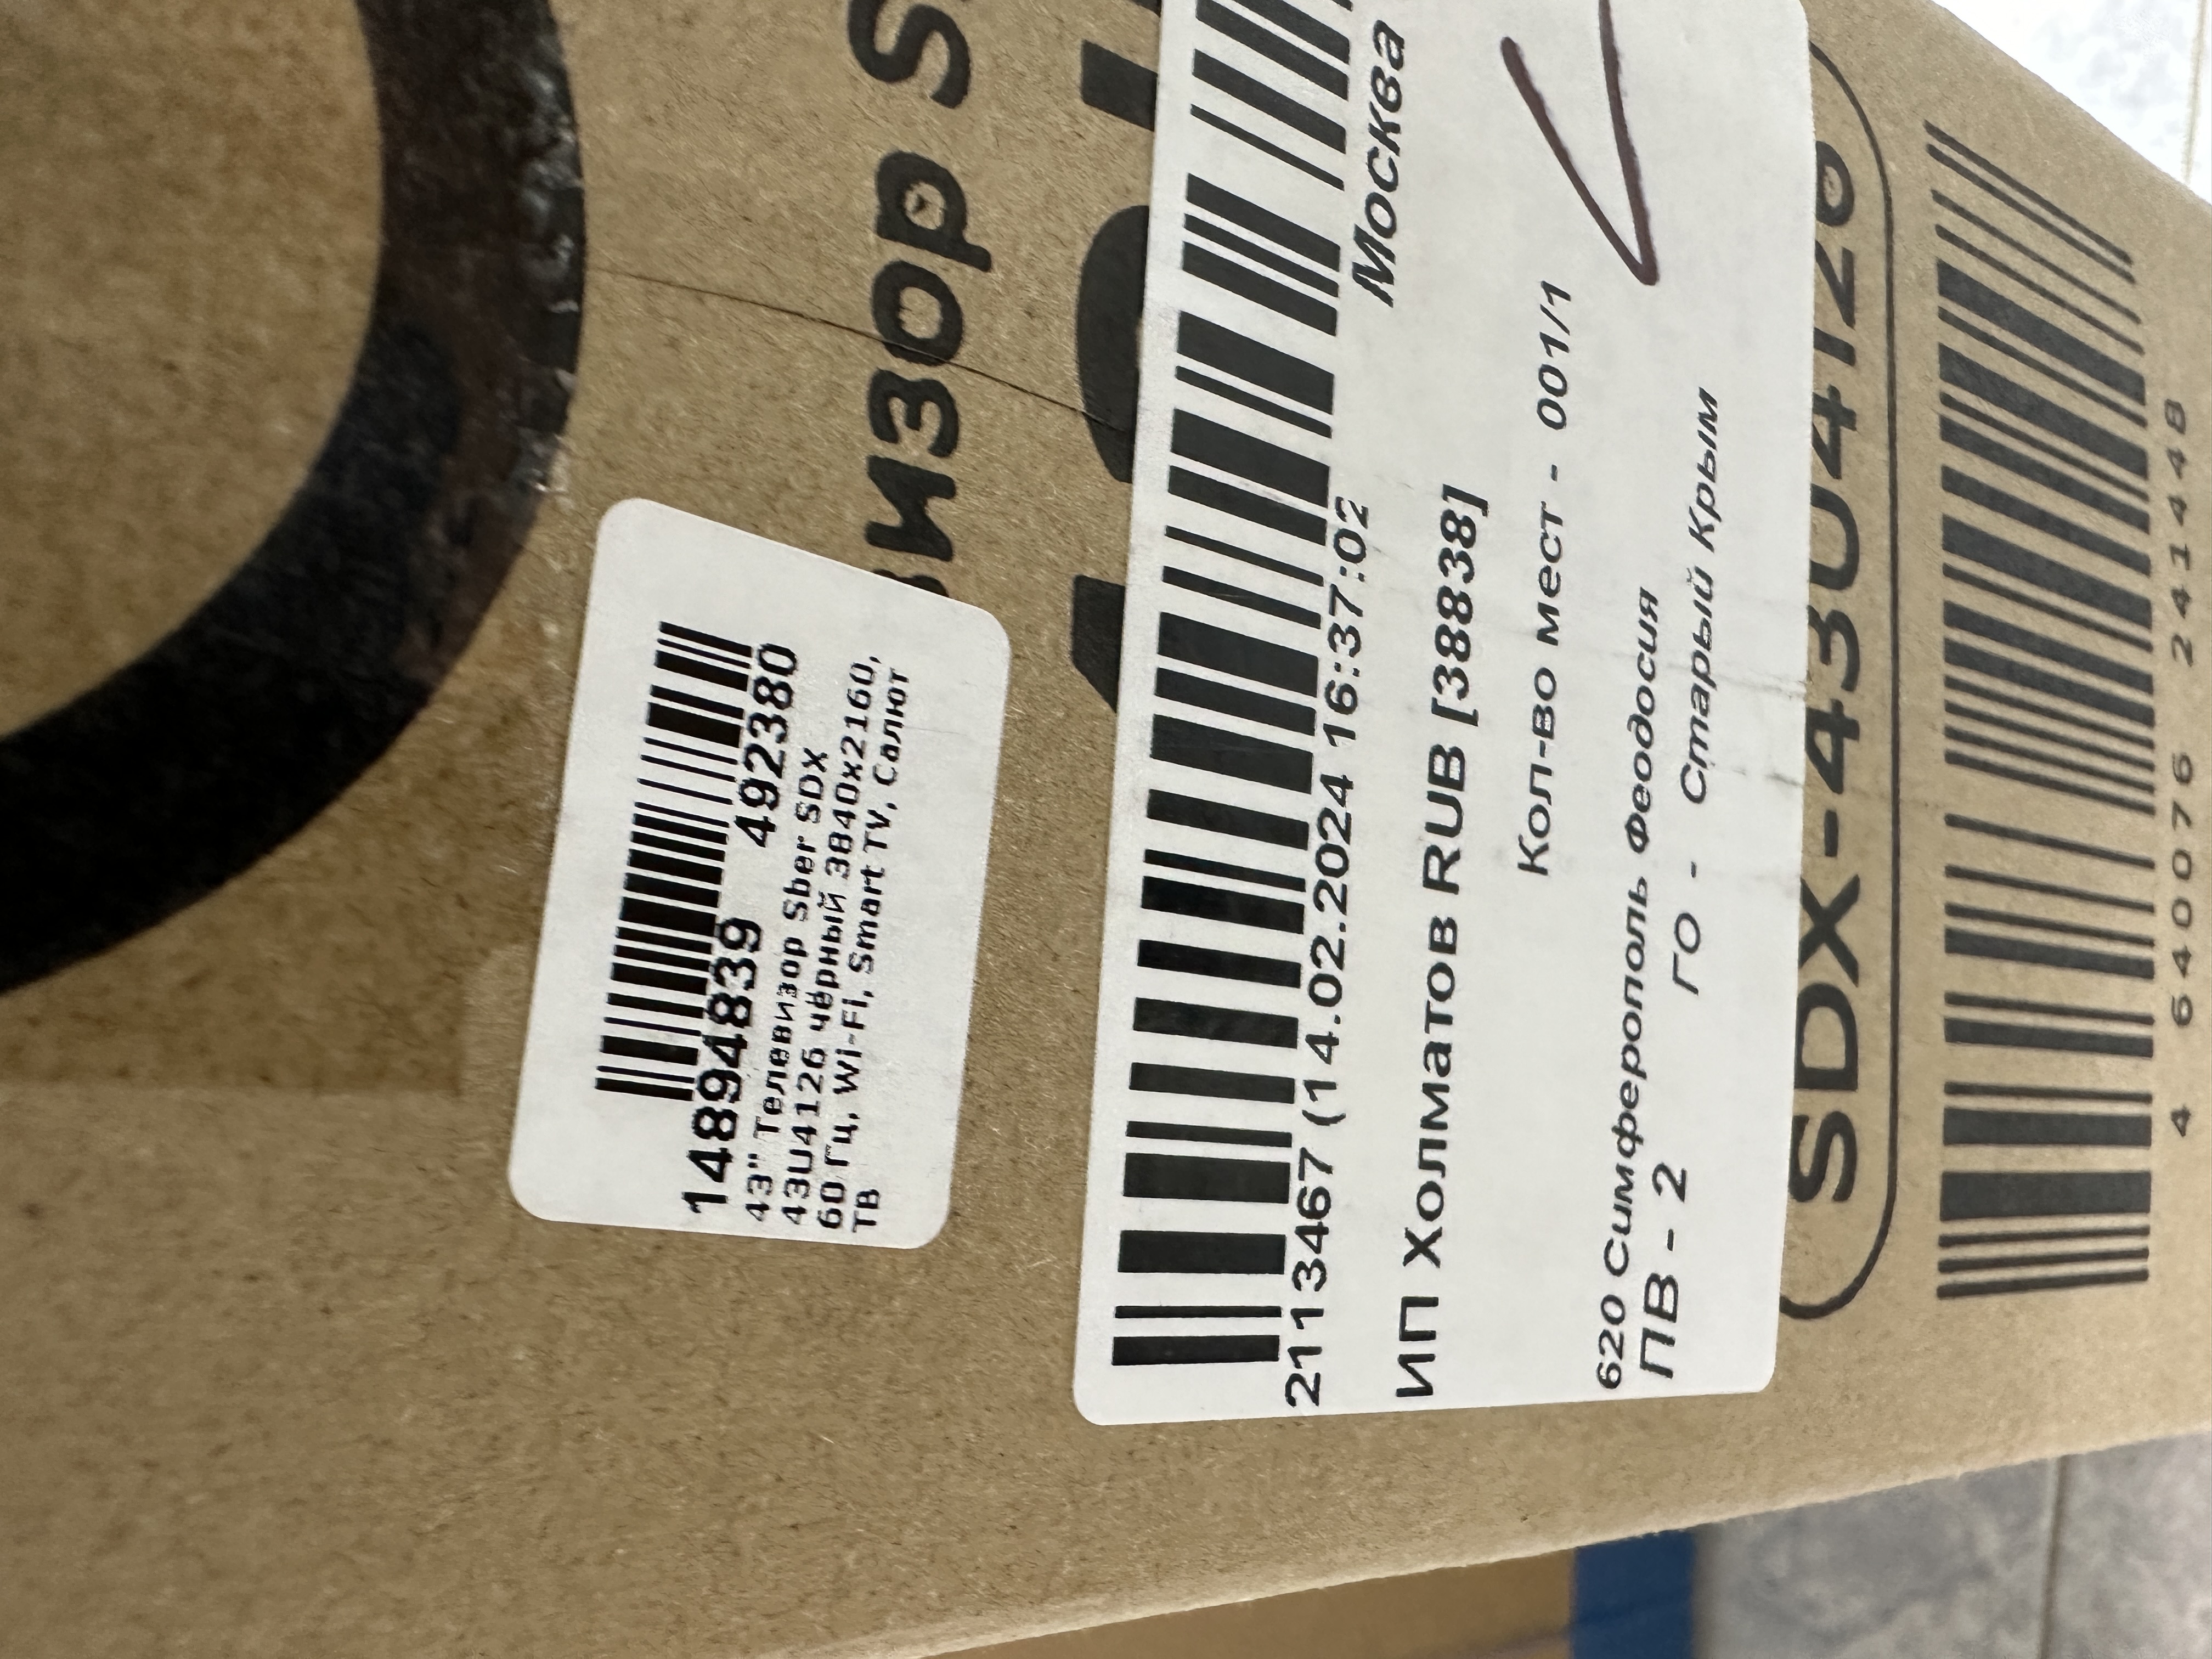 14894839 492380
43" Телевизор Sber SDX
43U4126 чёрный 3840x2160,
60 Гц, Wi-Fi, Smart TV, Салют
ТВ
2113467 (14.02.2024 16:37:02
Москва
ИП Холматов RUB [38838]
Кол-во мест - 001/1
620 Симферополь Феодосия
ПВ - 2 ГО - Старый Крым
SDX-43U4126
4 640076 241448